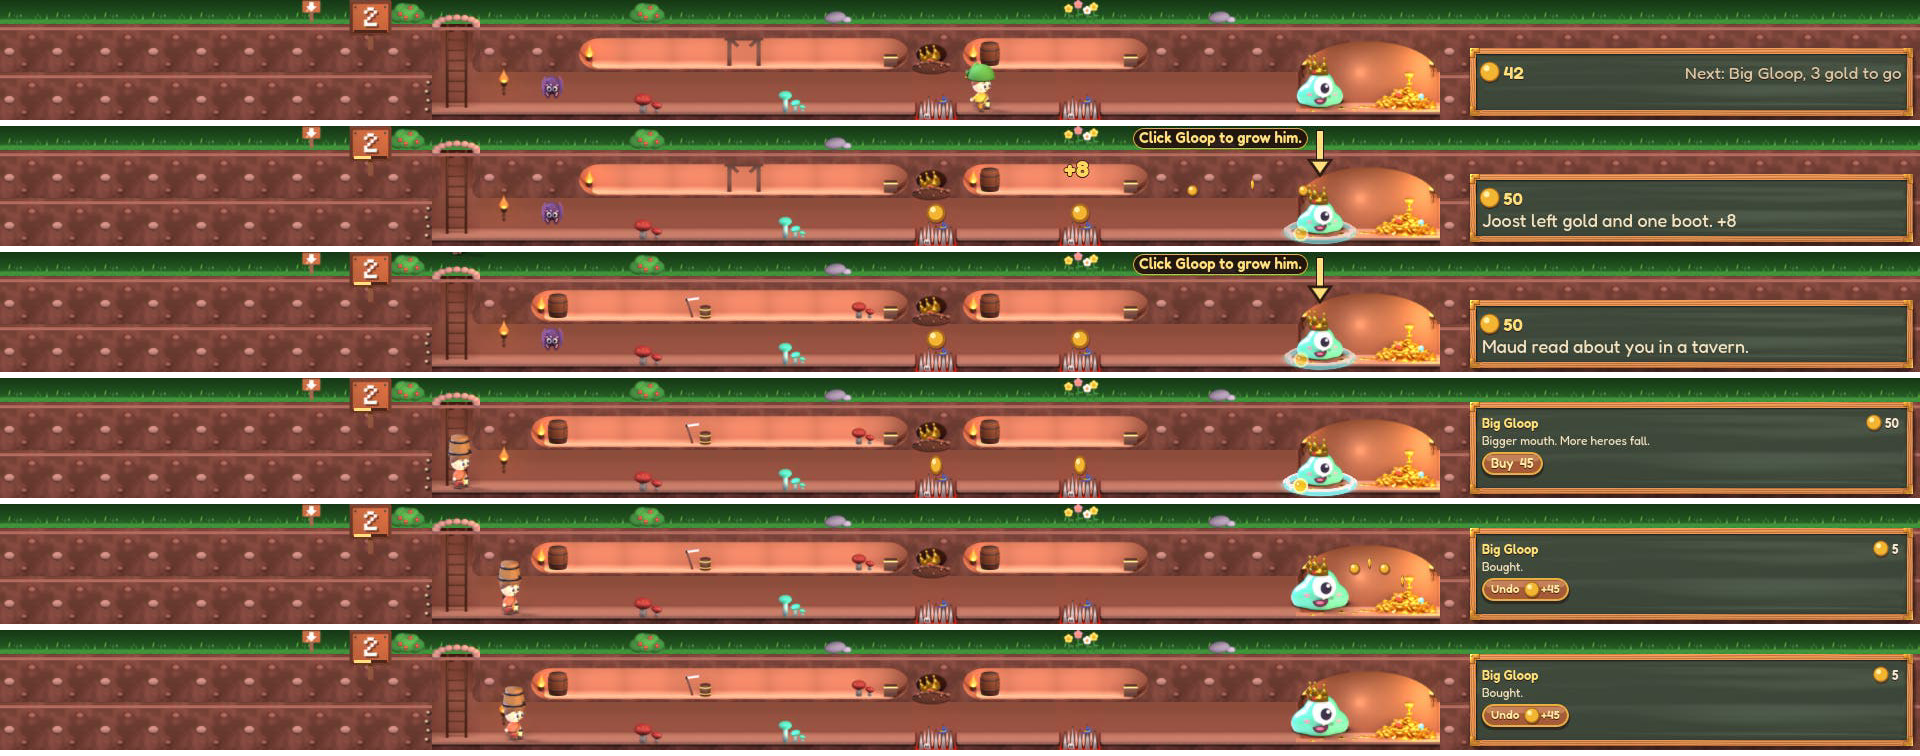 2
42
Next: Big Gloop, 3 gold to go
2
Click Gloop to grow him.
+8
50
Joost left gold and one boot. +8
2
Click Gloop to grow him.
50
Maud read about you in a tavern.
2
Big Gloop
50
Bigger mouth. More heroes fall.
Buy 45
2
Big Gloop
5
Bought.
Undo +45
2
Big Gloop
5
Bought.
Undo +45